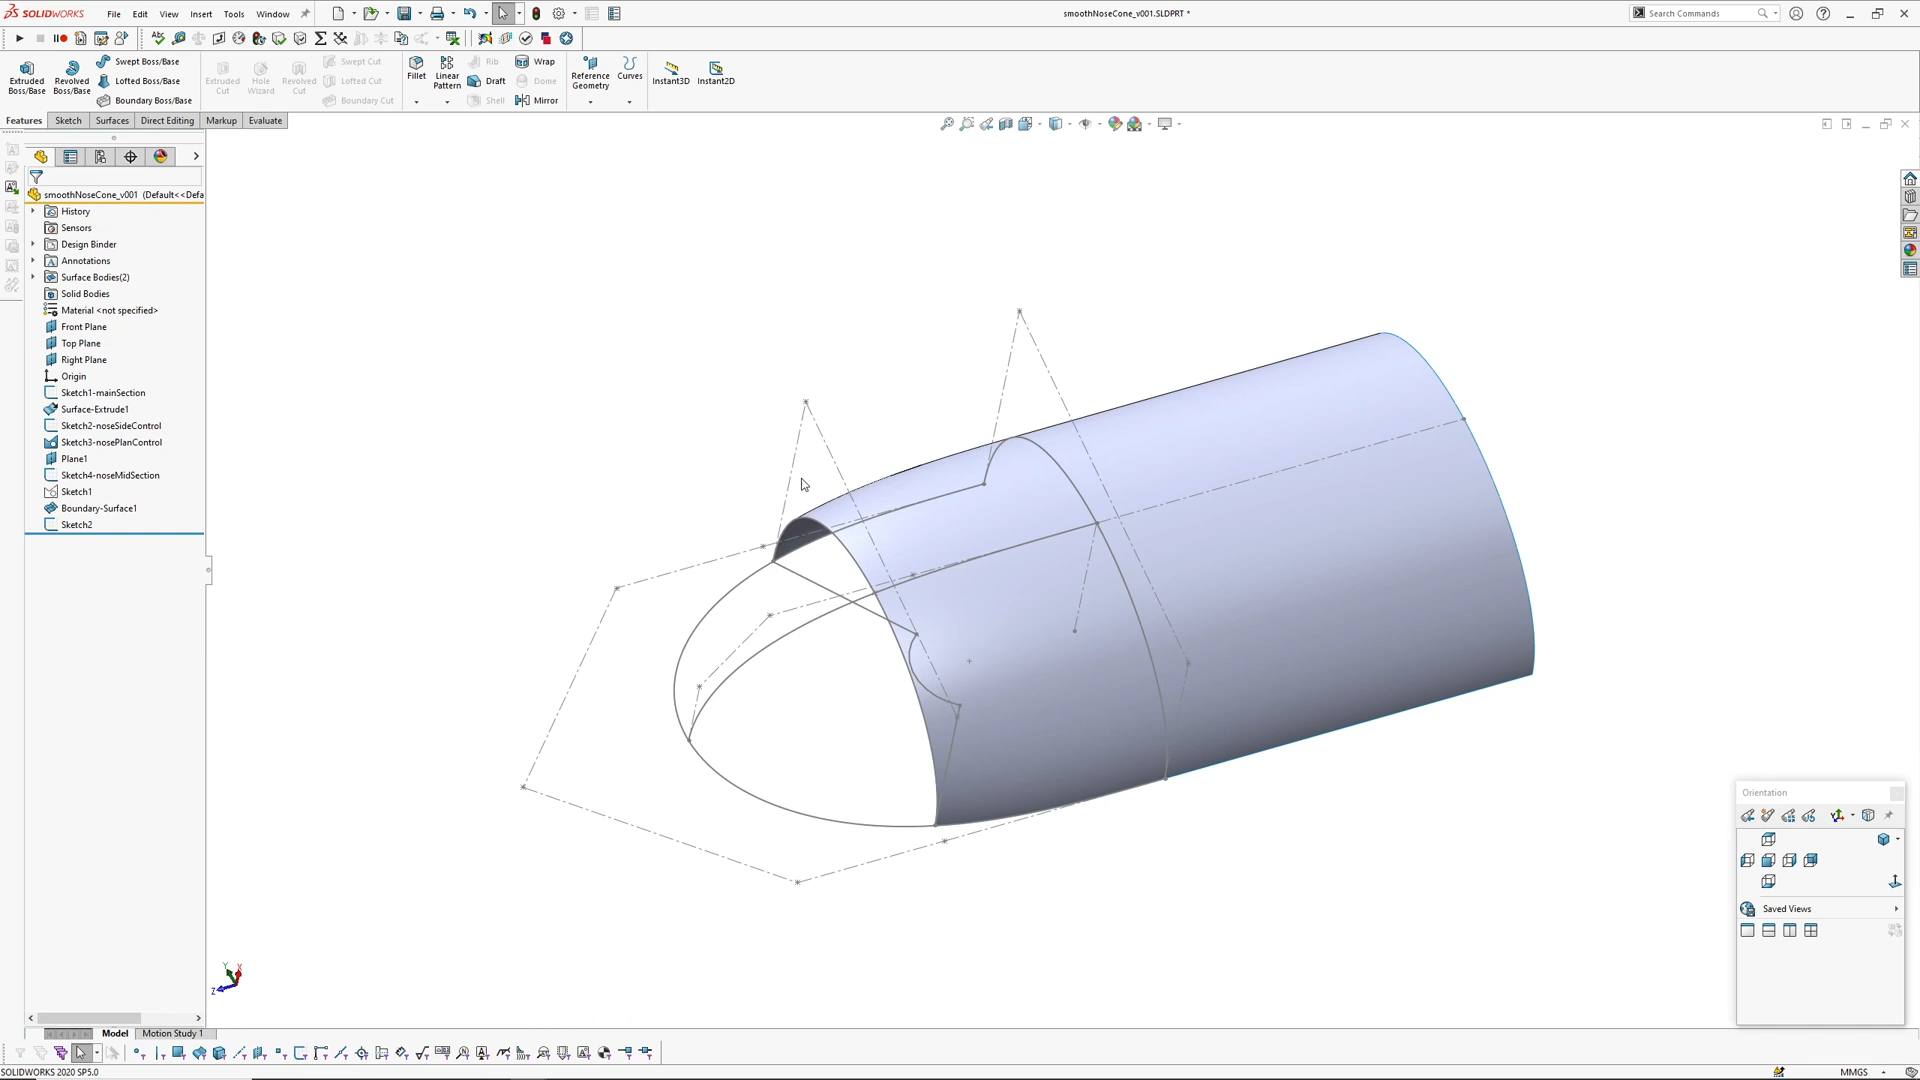 SOLIDWORKS File Edit View Insert Tools Window smoothNoseCone_v001.SLDPRT * Search Commands
Extruded Boss/Base
Revolved Boss/Base
Swept Boss/Base
Lofted Boss/Base
Boundary Boss/Base
Extruded Cut
Hole Wizard
Revolved Cut
Swept Cut
Lofted Cut
Boundary Cut
Fillet
Linear Pattern
Rib
Draft
Shell
Wrap
Dome
Mirror
Reference Geometry
Curves
Instant3D
Instant2D
Features Sketch Surfaces Direct Editing Markup Evaluate
smoothNoseCone_v001 (Default<<Defa
History
Sensors
Design Binder
Annotations
Surface Bodies(2)
Solid Bodies
Material <not specified>
Front Plane
Top Plane
Right Plane
Origin
Sketch1-mainSection
Surface-Extrude1
Sketch2-noseSideControl
Sketch3-nosePlanControl
Plane1
Sketch4-noseMidSection
Sketch1
Boundary-Surface1
Sketch2
Orientation
Saved Views
Y X
Z
Model Motion Study 1
SOLIDWORKS 2020 SP5.0 MMGS